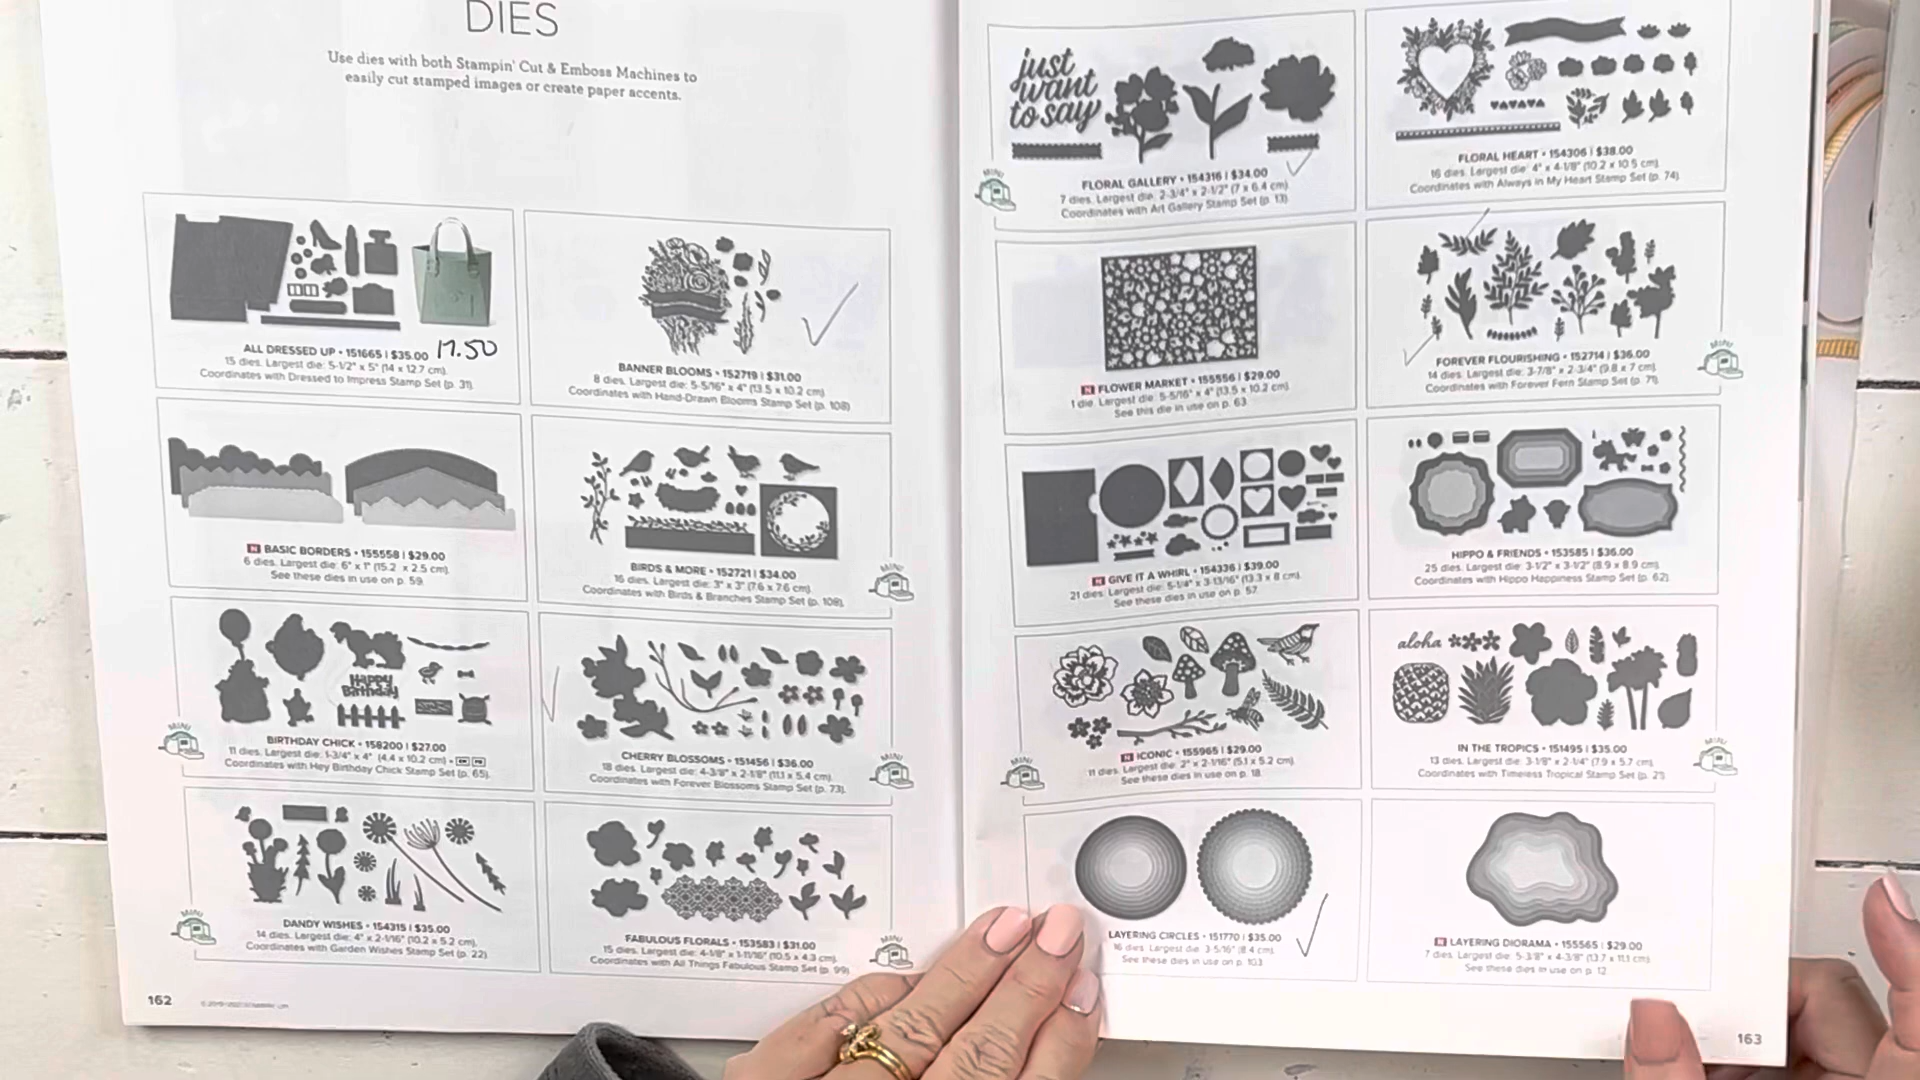 DIES
Use dies with both Stampin' Cut & Emboss Machines to
easily cut stamped images or create paper accents.
ALL DRESSED UP • 151665 | $35.00 17.50
15 dies. Largest die: 5-1/2" x 5" (14 x 12.7 cm).
Coordinates with Dressed to Impress Stamp Set (p. 31).
BANNER BLOOMS • 152719 | $31.00
8 dies. Largest die: 5-5/16" x 4" (13.5 x 10.2 cm).
Coordinates with Hand-Drawn Blooms Stamp Set (p. 108)
N BASIC BORDERS • 155558 | $29.00
6 dies. Largest die: 6" x 1" (15.2 x 2.5 cm).
See these dies in use on p. 59.
BIRDS & MORE • 152721 | $34.00
16 dies. Largest die: 3" x 3" (7.6 x 7.6 cm).
Coordinates with Birds & Branches Stamp Set (p. 108).
MINI
Happy
Birthday
MINI
BIRTHDAY CHICK • 158200 | $27.00
11 dies. Largest die: 1-3/4" x 4" (4.4 x 10.2 cm) •
Coordinates with Hey Birthday Chick Stamp Set (p. 65).
CHERRY BLOSSOMS • 151456 | $36.00
18 dies. Largest die: 4-3/8" x 2-1/8" (11.1 x 5.4 cm).
Coordinates with Forever Blossoms Stamp Set (p. 73).
MINI
MINI
DANDY WISHES • 154315 | $35.00
14 dies. Largest die: 4" x 2-1/16" (10.2 x 5.2 cm).
Coordinates with Garden Wishes Stamp Set (p. 22).
FABULOUS FLORALS • 153583 | $31.00
15 dies. Largest die: 4-1/8" x 1-11/16" (10.5 x 4.3 cm).
Coordinates with All Things Fabulous Stamp Set (p. 99)
MINI
162
just
want
to say
MINI
FLORAL GALLERY • 154316 | $34.00
7 dies. Largest die: 2-3/4" x 2-1/2" (7 x 6.4 cm).
Coordinates with Art Gallery Stamp Set (p. 13).
FLORAL HEART • 154306 | $38.00
16 dies. Largest die: 4" x 4-1/8" (10.2 x 10.5 cm).
Coordinates with Always in My Heart Stamp Set (p. 74).
N FLOWER MARKET • 155556 | $29.00
1 die. Largest die: 5-5/16" x 4" (13.5 x 10.2 cm).
See this die in use on p. 63.
FOREVER FLOURISHING • 152714 | $36.00
14 dies. Largest die: 3-7/8" x 2-3/4" (9.8 x 7 cm).
Coordinates with Forever Fern Stamp Set (p. 71).
MINI
N GIVE IT A WHIRL • 154336 | $39.00
21 dies. Largest die: 5-1/4" x 3-13/16" (13.3 x 8 cm).
See these dies in use on p. 57.
HIPPO & FRIENDS • 153585 | $36.00
25 dies. Largest die: 3-1/2" x 3-1/2" (8.9 x 8.9 cm).
Coordinates with Hippo Happiness Stamp Set (p. 62).
MINI
N ICONIC • 155965 | $29.00
11 dies. Largest die: 2" x 2-1/16" (5.1 x 5.2 cm).
See these dies in use on p. 18.
aloha
IN THE TROPICS • 151495 | $35.00
13 dies. Largest die: 3-1/8" x 2-1/4" (7.9 x 5.7 cm).
Coordinates with Timeless Tropical Stamp Set (p. 21).
MINI
LAYERING CIRCLES • 151770 | $35.00
16 dies. Largest die: 3-5/16" (8.4 cm).
See these dies in use on p. 103.
N LAYERING DIORAMA • 155565 | $29.00
7 dies. Largest die: 5-3/8" x 4-3/8" (13.7 x 11.1 cm).
See these dies in use on p. 12.
163